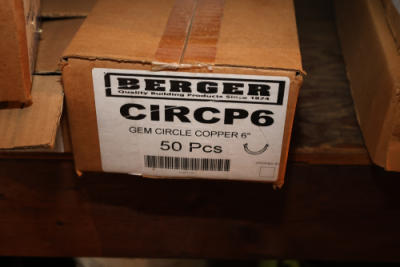 BERGER
Quality Building Products Since 1874
CIRCP6
GEM CIRCLE COPPER 6"
50 Pcs